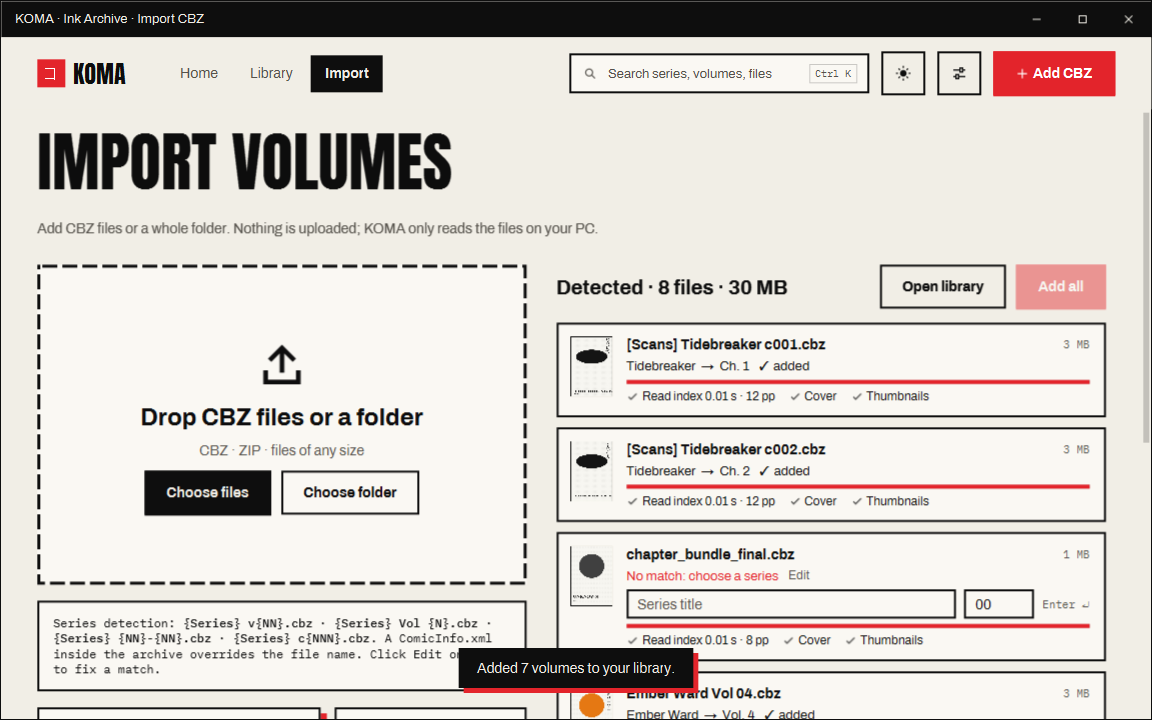 KOMA · Ink Archive · Import CBZ
KOMA
Home
Library
Import
Search series, volumes, files
Ctrl K
+ Add CBZ
IMPORT VOLUMES
Add CBZ files or a whole folder. Nothing is uploaded; KOMA only reads the files on your PC.
Drop CBZ files or a folder
CBZ · ZIP · files of any size
Choose files
Choose folder
Series detection: {Series} v{NN}.cbz · {Series} Vol {N}.cbz ·
{Series} {NN}-{NN}.cbz · {Series} c{NNN}.cbz. A ComicInfo.xml
inside the archive overrides the file name. Click Edit
to fix a match.
Detected · 8 files · 30 MB
Open library
Add all
[Scans] Tidebreaker c001.cbz
3 MB
Tidebreaker → Ch. 1 ✓ added
✓ Read index 0.01 s · 12 pp ✓ Cover ✓ Thumbnails
[Scans] Tidebreaker c002.cbz
3 MB
Tidebreaker → Ch. 2 ✓ added
✓ Read index 0.01 s · 12 pp ✓ Cover ✓ Thumbnails
chapter_bundle_final.cbz
1 MB
No match: choose a series Edit
Series title
00
Enter ↵
✓ Read index 0.01 s · 8 pp ✓ Cover ✓ Thumbnails
Ember Ward Vol 04.cbz
3 MB
Ember Ward → Vol. 4 ✓ added
Added 7 volumes to your library.